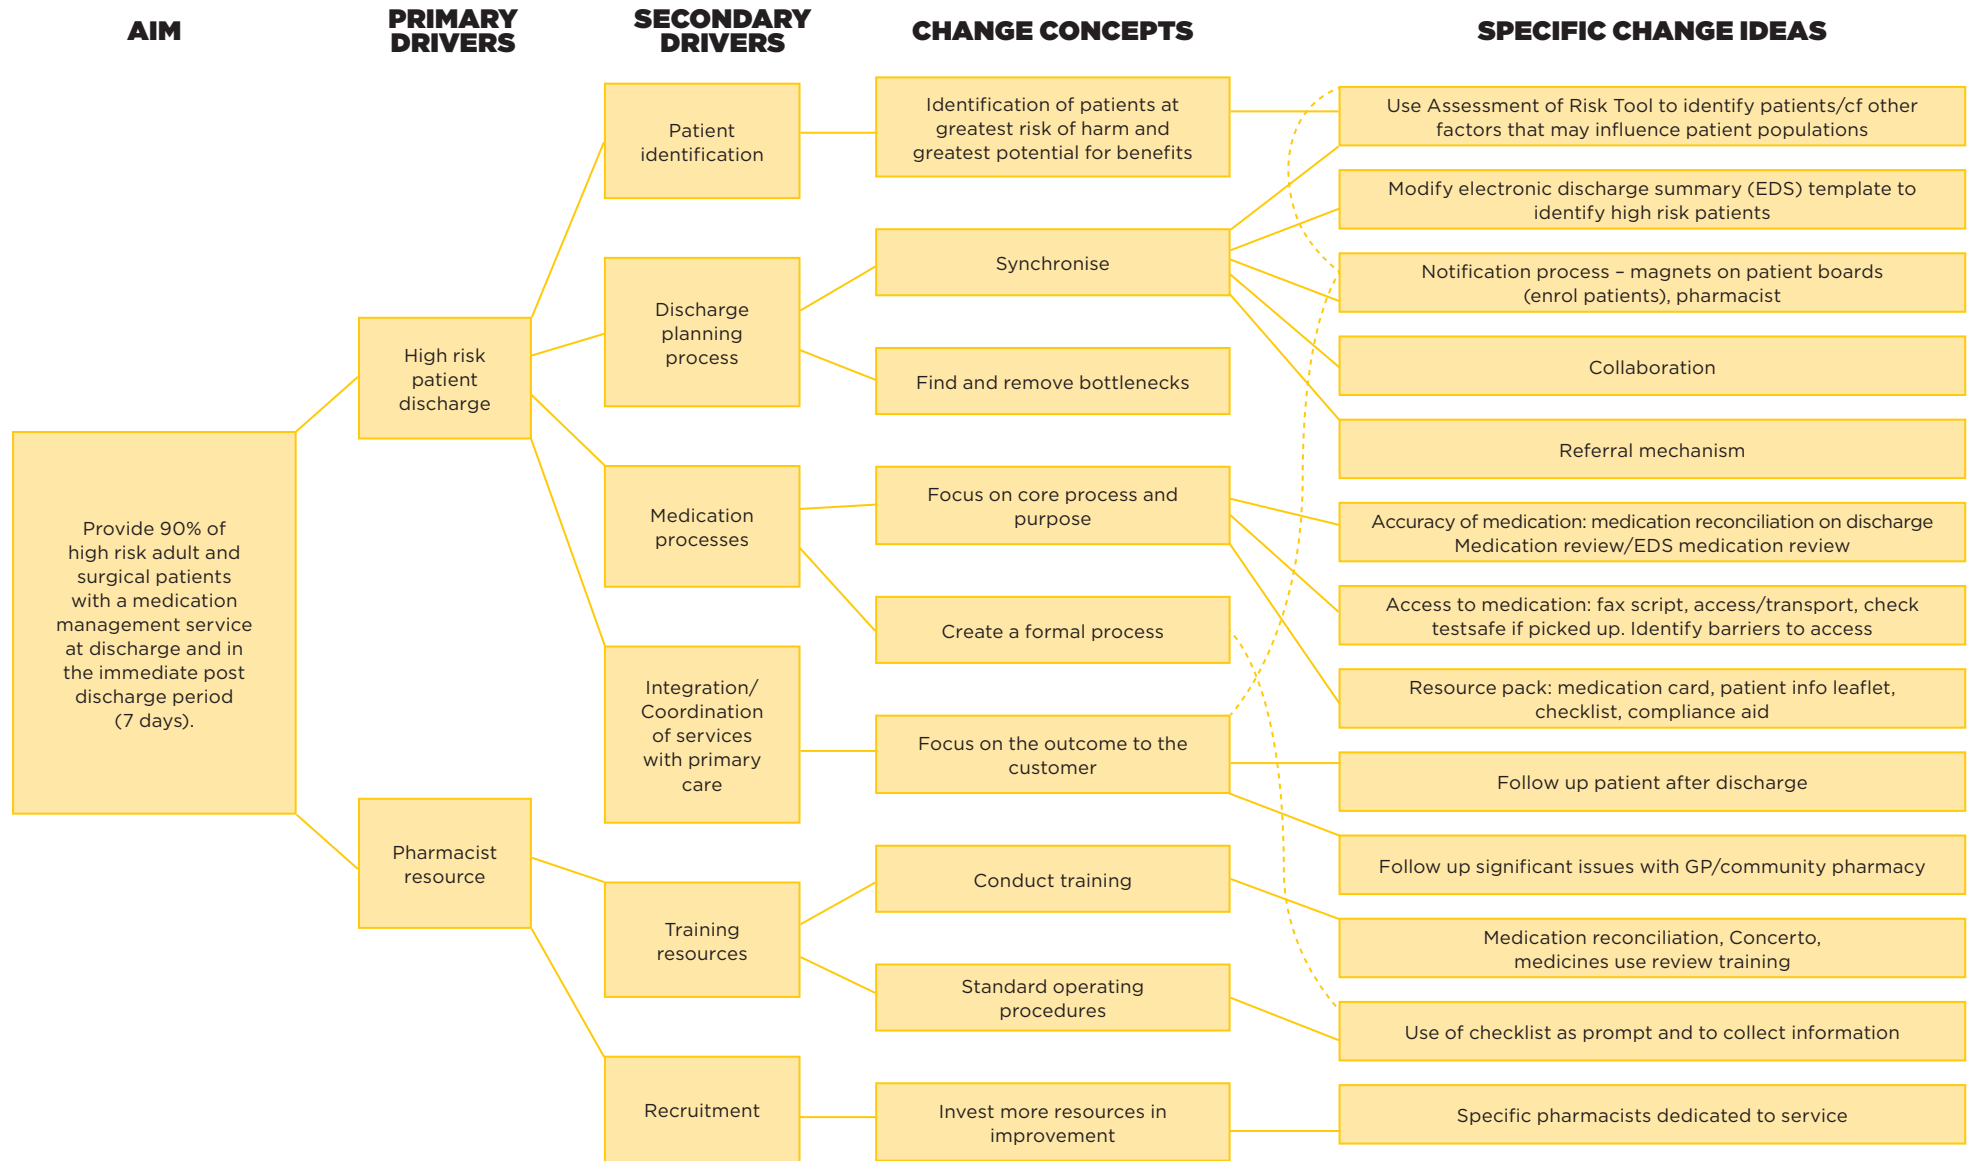 AIM
PRIMARY
DRIVERS
SECONDARY
DRIVERS
CHANGE CONCEPTS
SPECIFIC CHANGE IDEAS
Provide 90% of
high risk adult and
surgical patients
with a medication
management service
at discharge and in
the immediate post
discharge period
(7 days).
High risk
patient
discharge
Pharmacist
resource
Patient
identification
Discharge
planning
process
Medication
processes
Integration/
Coordination
of services
with primary
care
Training
resources
Recruitment
Identification of patients at
greatest risk of harm and
greatest potential for benefits
Synchronise
Find and remove bottlenecks
Focus on core process and
purpose
Create a formal process
Focus on the outcome to the
customer
Conduct training
Standard operating
procedures
Invest more resources in
improvement
Use Assessment of Risk Tool to identify patients/cf other
factors that may influence patient populations
Modify electronic discharge summary (EDS) template to
identify high risk patients
Notification process – magnets on patient boards
(enrol patients), pharmacist
Collaboration
Referral mechanism
Accuracy of medication: medication reconciliation on discharge
Medication review/EDS medication review
Access to medication: fax script, access/transport, check
testsafe if picked up. Identify barriers to access
Resource pack: medication card, patient info leaflet,
checklist, compliance aid
Follow up patient after discharge
Follow up significant issues with GP/community pharmacy
Medication reconciliation, Concerto,
medicines use review training
Use of checklist as prompt and to collect information
Specific pharmacists dedicated to service